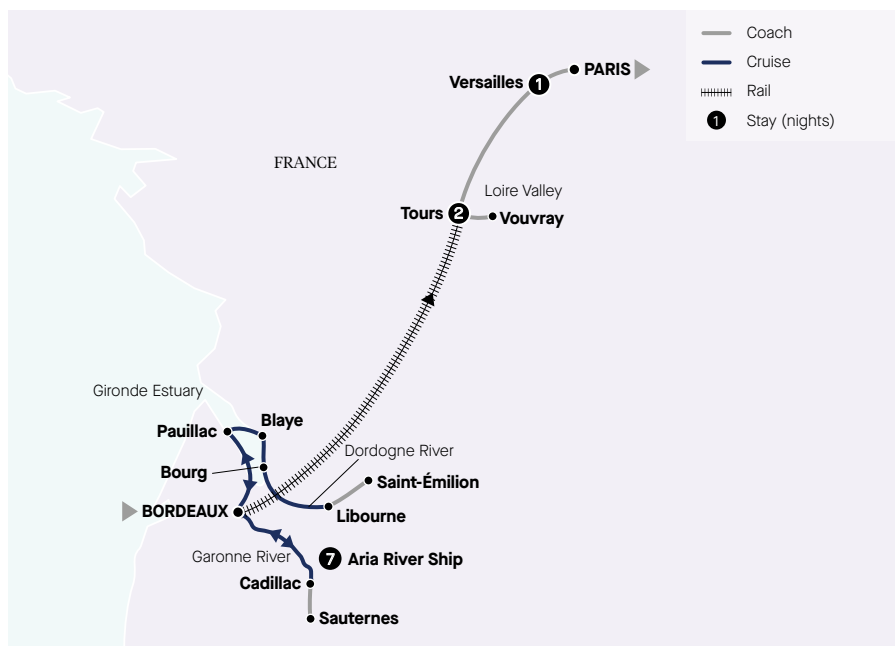 Coach
Cruise
Rail
1 Stay (nights)
PARIS
Versailles 1
FRANCE
Loire Valley
Tours 2
Vouvray
Gironde Estuary
Blaye
Pauillac
Dordogne River
Bourg
Saint-Émilion
BORDEAUX
Libourne
Garonne River
7 Aria River Ship
Cadillac
Sauternes